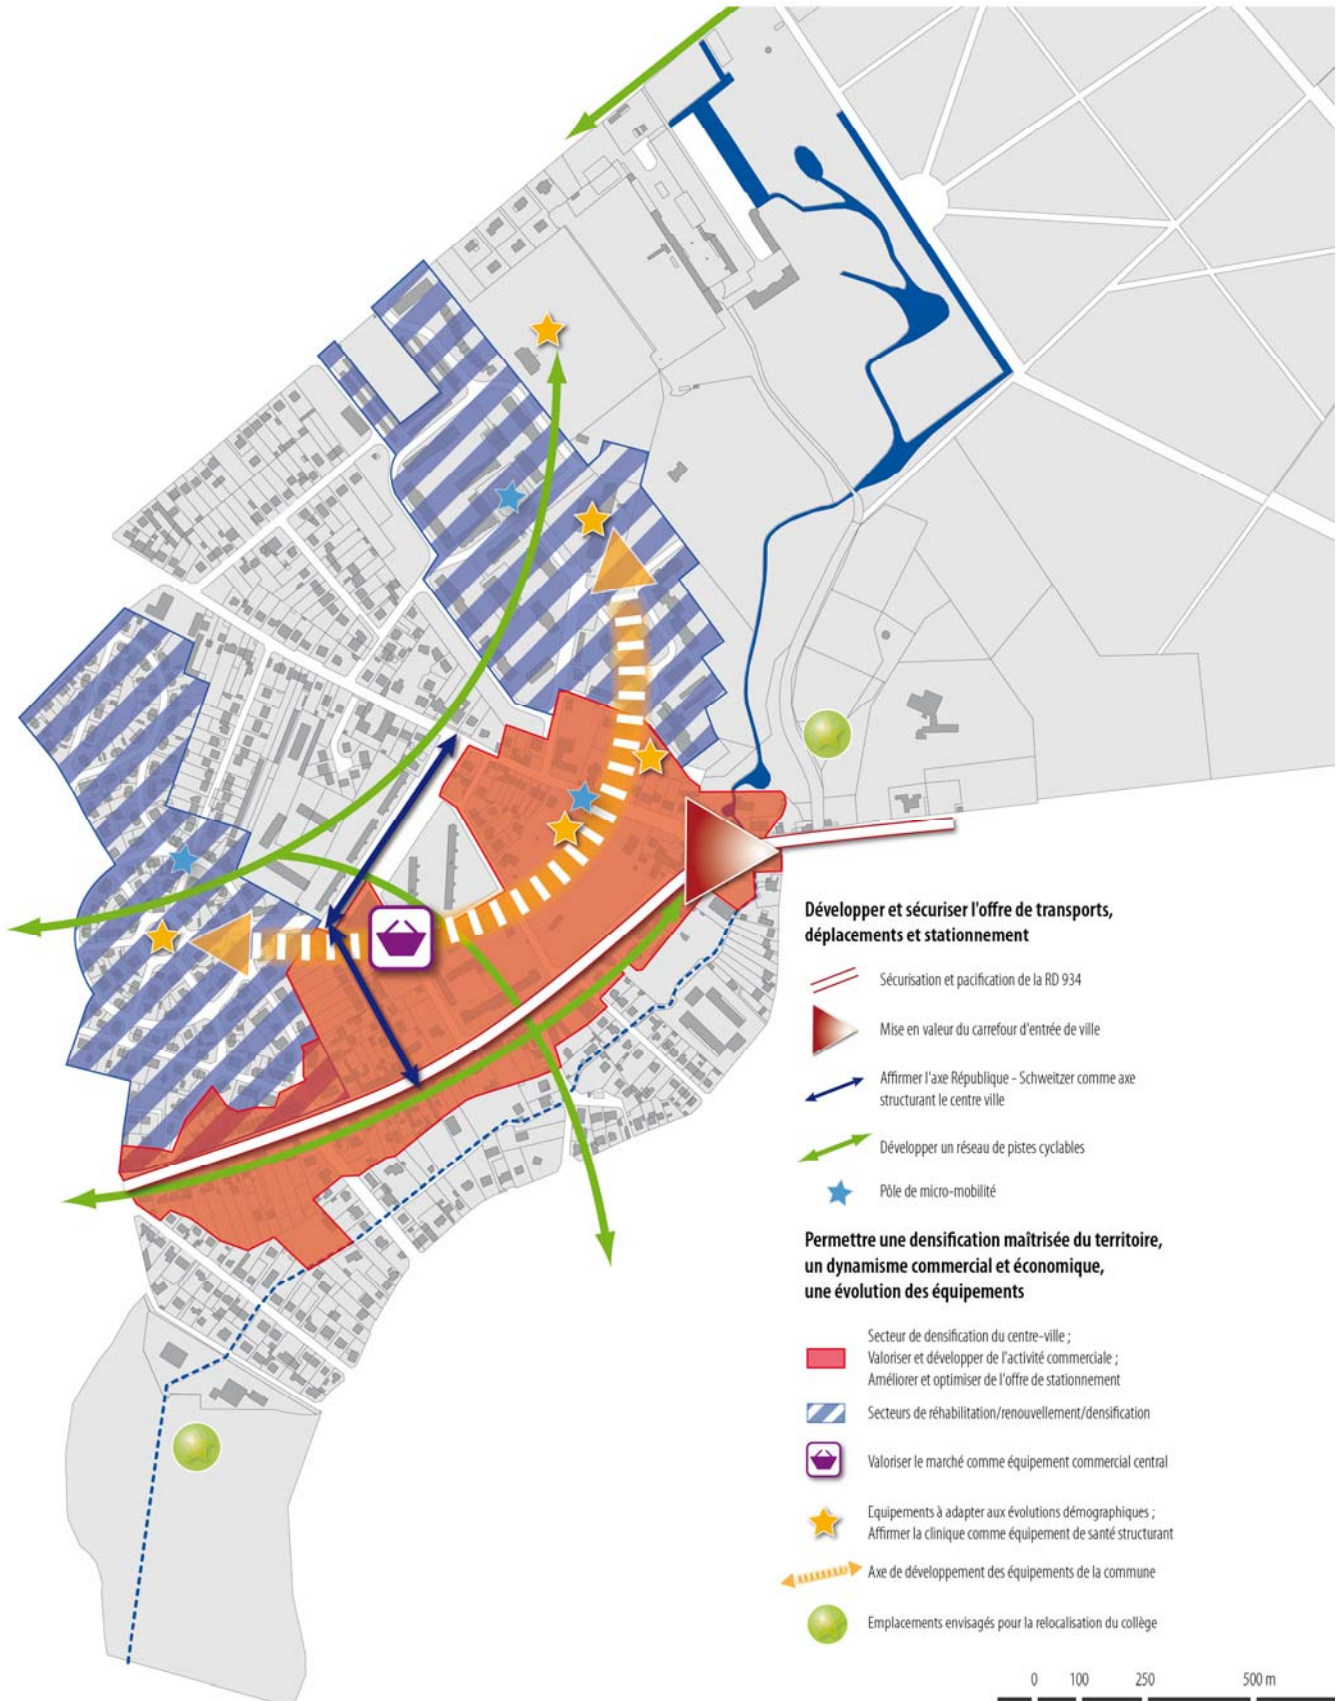 Développer et sécuriser l'offre de transports,
déplacements et stationnement
Sécurisation et pacification de la RD 934
Mise en valeur du carrefour d'entrée de ville
Affirmer l'axe République - Schweitzer comme axe
structurant le centre ville
Développer un réseau de pistes cyclables
Pôle de micro-mobilité
Permettre une densification maîtrisée du territoire,
un dynamisme commercial et économique,
une évolution des équipements
Secteur de densification du centre-ville ;
Valoriser et développer de l'activité commerciale ;
Améliorer et optimiser de l'offre de stationnement
Secteurs de réhabilitation/renouvellement/densification
Valoriser le marché comme équipement commercial central
Equipements à adapter aux évolutions démographiques ;
Affirmer la clinique comme équipement de santé structurant
Axe de développement des équipements de la commune
Emplacements envisagés pour la relocalisation du collège
0 100 250 500 m